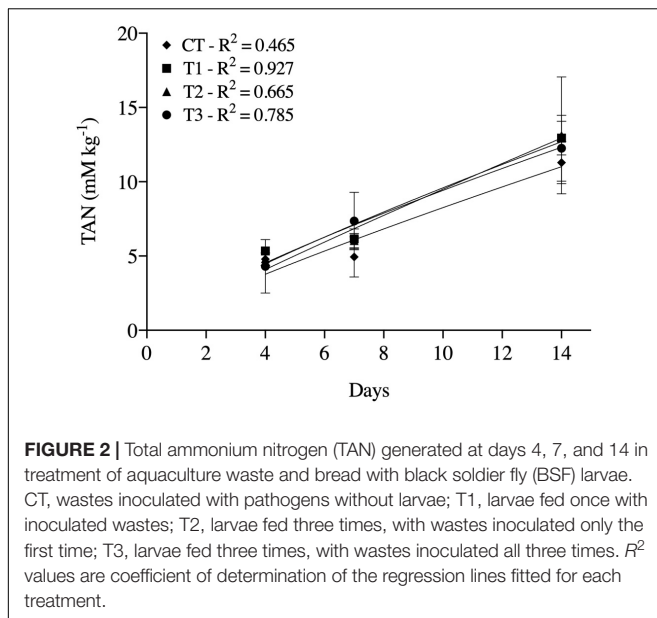 20
15
10
5
0
TAN (mM kg⁻¹)
◆ CT - R² = 0.465
■ T1 - R² = 0.927
▲ T2 - R² = 0.665
● T3 - R² = 0.785
0 2 4 6 8 10 12 14
Days
FIGURE 2 | Total ammonium nitrogen (TAN) generated at days 4, 7, and 14 in
treatment of aquaculture waste and bread with black soldier fly (BSF) larvae.
CT, wastes inoculated with pathogens without larvae; T1, larvae fed once with
inoculated wastes; T2, larvae fed three times, with wastes inoculated only the
first time; T3, larvae fed three times, with wastes inoculated all three times. R²
values are coefficient of determination of the regression lines fitted for each
treatment.